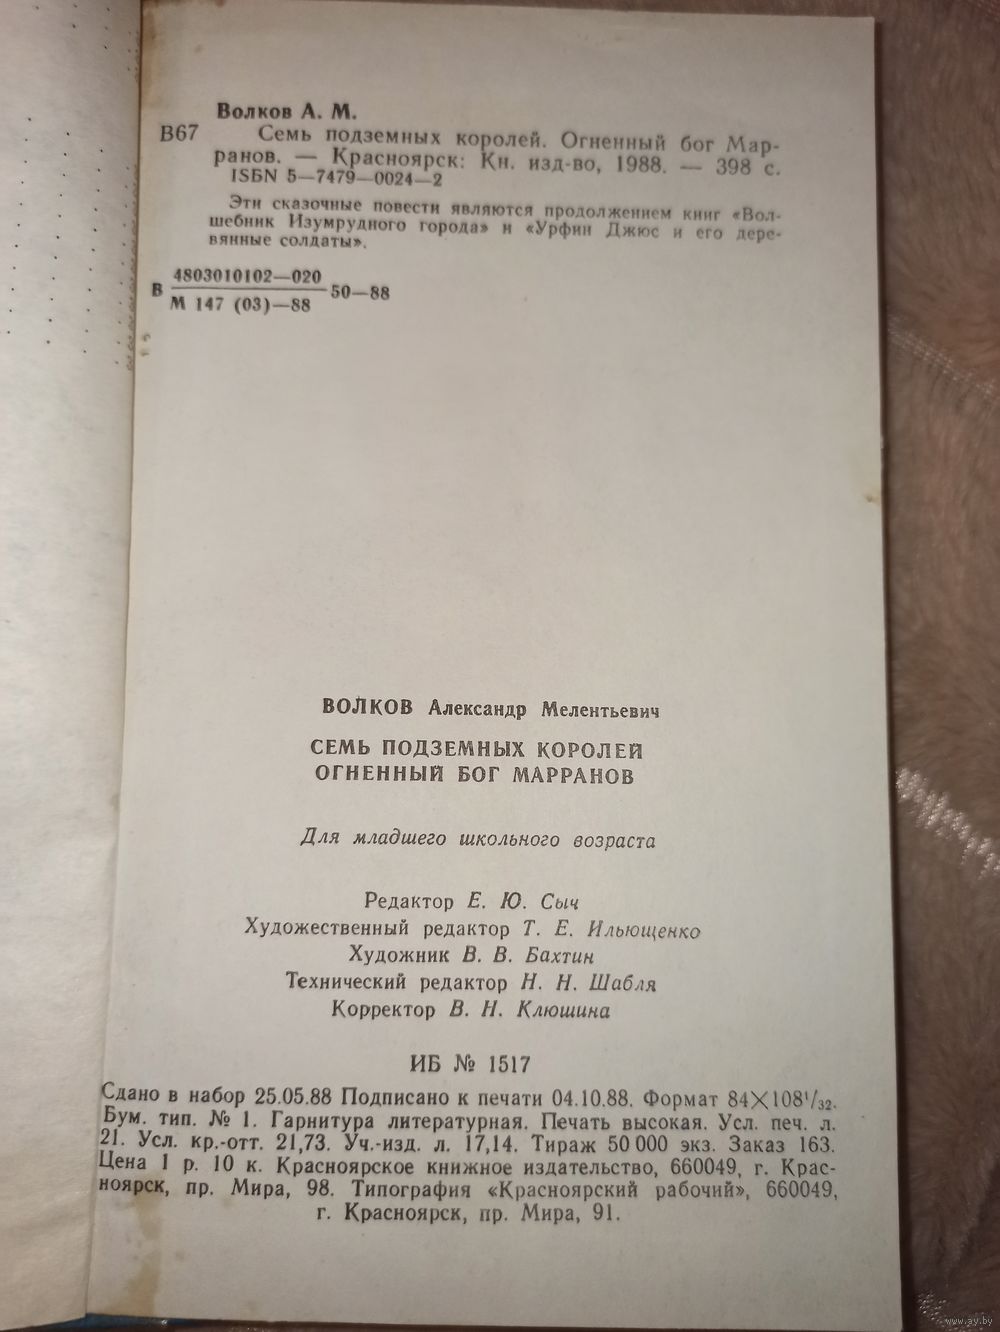 Волков А. М.
В67 Семь подземных королей. Огненный бог Мар-
ранов. — Красноярск: Кн. изд-во, 1988. — 398 с.
ISБN 5—7479—0024—2
Эти сказочные повести являются продолжением книг «Вол-
шебник Изумрудного города» и «Урфин Джюс и его дере-
вянные солдаты».
В 4803010102—020 50—88
М 147 (03)—88
ВОЛКОВ Александр Мелентьевич
СЕМЬ ПОДЗЕМНЫХ КОРОЛЕЙ
ОГНЕННЫЙ БОГ МАРРАНОВ
Для младшего школьного возраста
Редактор Е. Ю. Сыч
Художественный редактор Т. Е. Ильющенко
Художник В. В. Бахтин
Технический редактор Н. Н. Шабля
Корректор В. Н. Клюшина
ИБ № 1517
Сдано в набор 25.05.88 Подписано к печати 04.10.88. Формат 84×108¹/₃₂.
Бум. тип. № 1. Гарнитура литературная. Печать высокая. Усл. печ. л.
21. Усл. кр.-отт. 21,73. Уч.-изд. л. 17,14. Тираж 50 000 экз. Заказ 163.
Цена 1 р. 10 к. Красноярское книжное издательство, 660049, г. Крас-
ноярск, пр. Мира, 98. Типография «Красноярский рабочий», 660049,
г. Красноярск, пр. Мира, 91.
www.ay.by